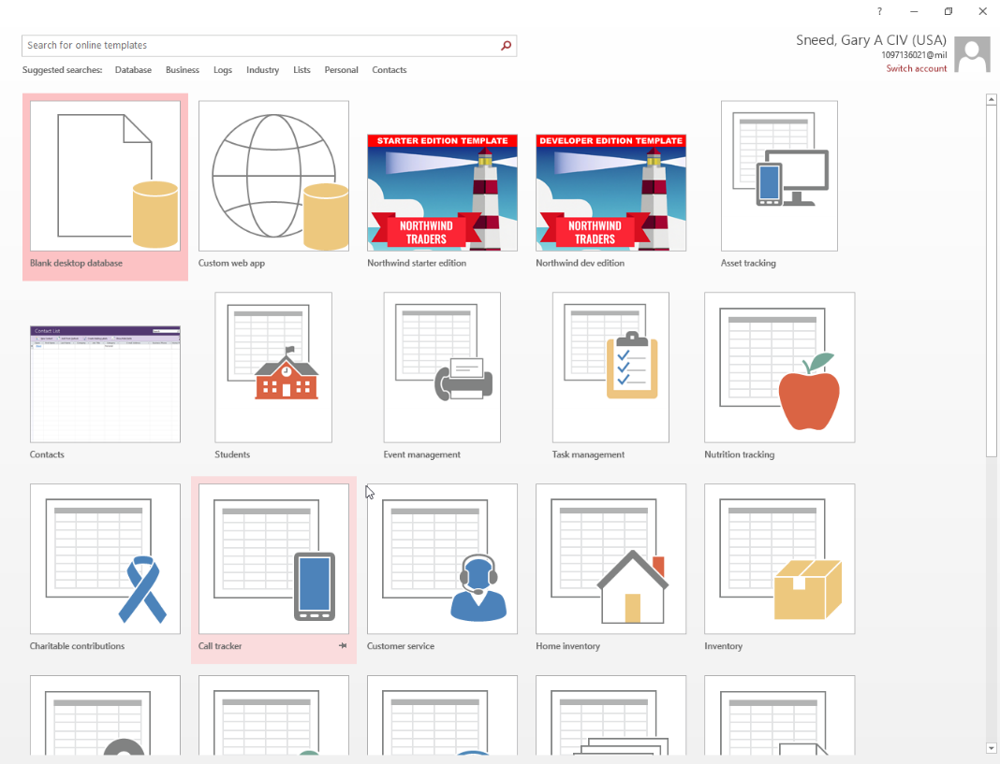 ?
Search for online templates
Sneed, Gary A CIV (USA)
1097136021@mil
Switch account
Suggested searches: Database Business Logs Industry Lists Personal Contacts
STARTER EDITION TEMPLATE
NORTHWIND
TRADERS
DEVELOPER EDITION TEMPLATE
NORTHWIND
TRADERS
Blank desktop database
Custom web app
Northwind starter edition
Northwind dev edition
Asset tracking
Contact List
Contacts
Students
Event management
Task management
Nutrition tracking
Charitable contributions
Call tracker
Customer service
Home inventory
Inventory